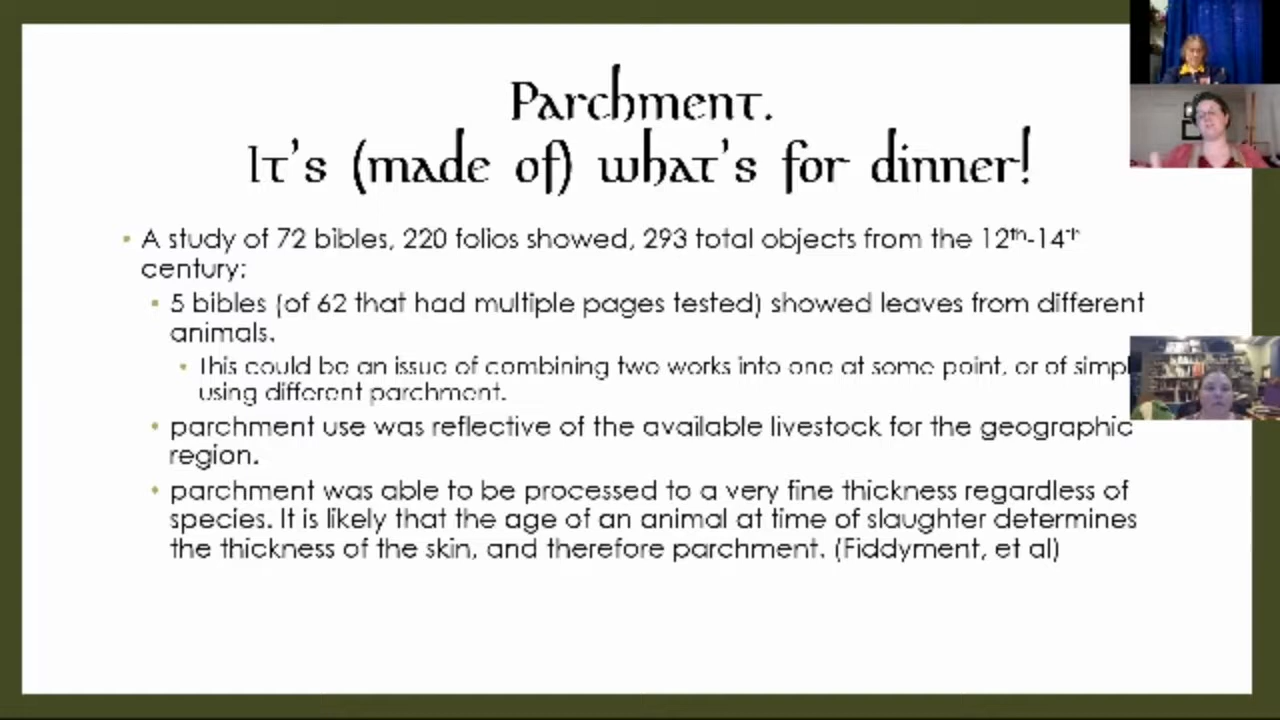 Parchment.
It's (made of) what's for dinner!
• A study of 72 bibles, 220 folios showed, 293 total objects from the 12th-14th
century:
• 5 bibles (of 62 that had multiple pages tested) showed leaves from different
animals.
• This could be an issue of combining two works into one at some point, or of simpl
using different parchment.
• parchment use was reflective of the available livestock for the geographic
region.
• parchment was able to be processed to a very fine thickness regardless of
species. It is likely that the age of an animal at time of slaughter determines
the thickness of the skin, and therefore parchment. (Fiddyment, et al)